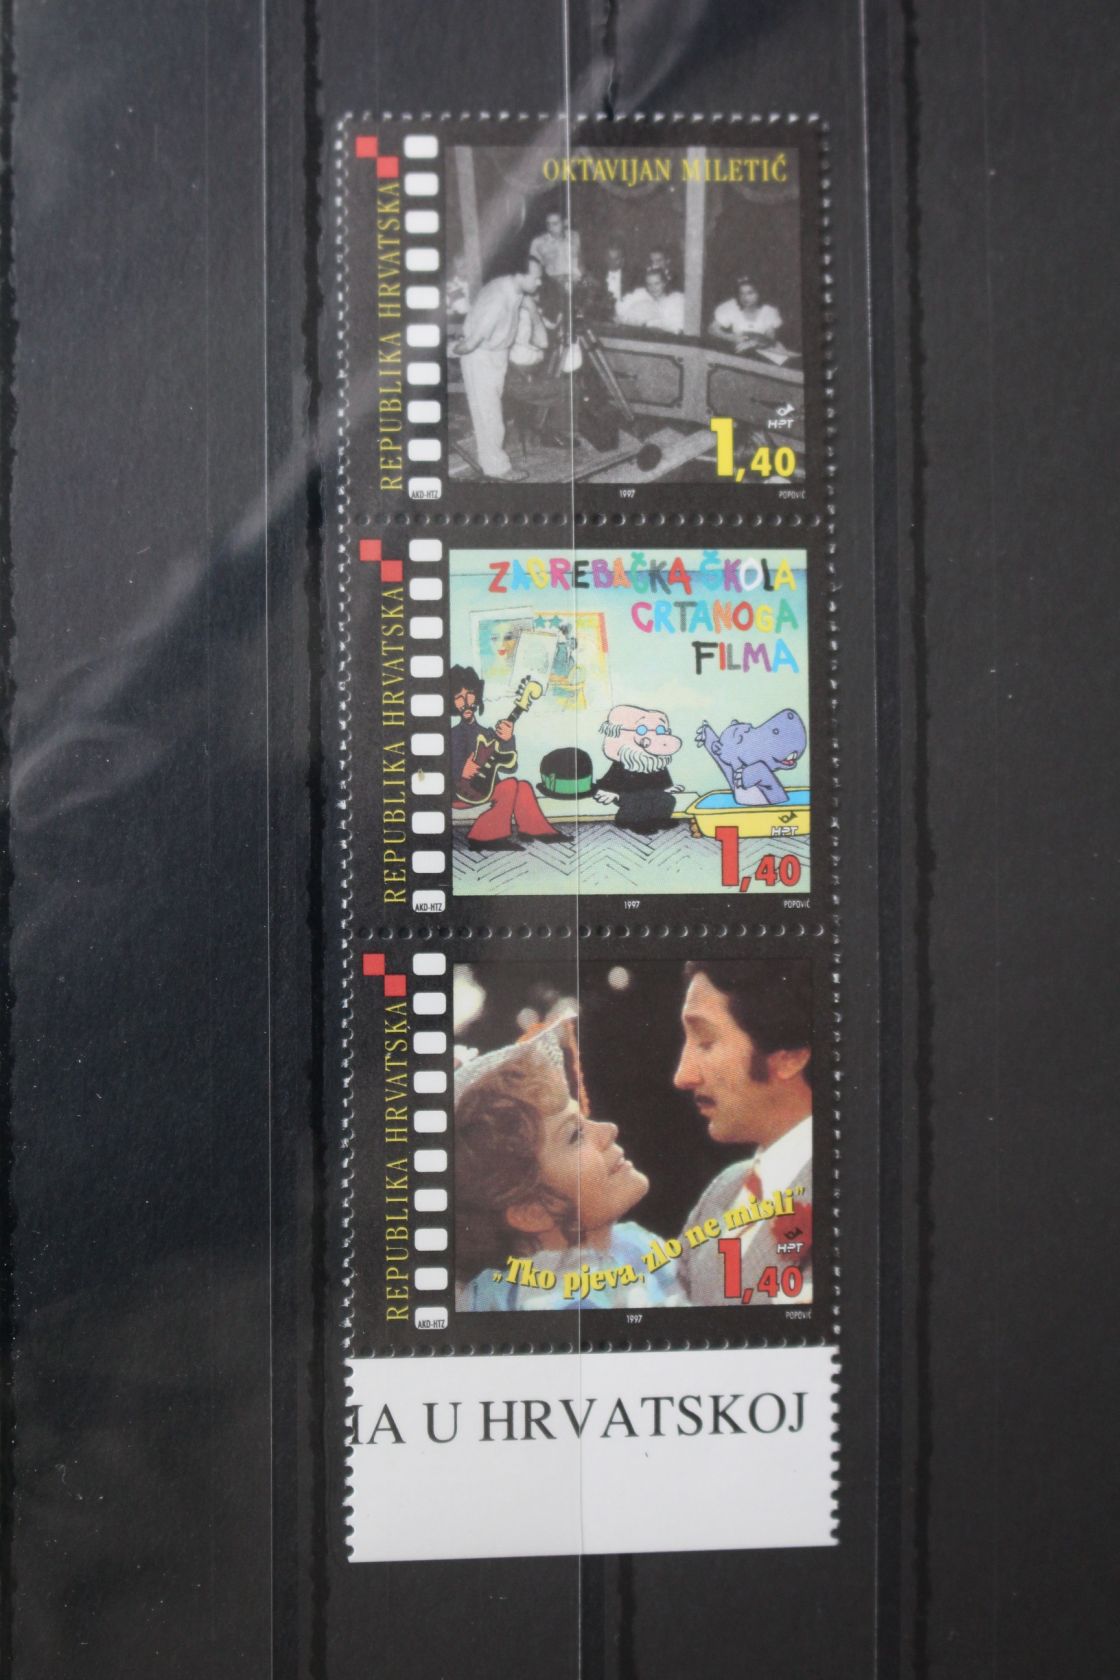 REPUBLIKA HRVATSKA
OKTAVIJAN MILETIĆ
HPT
1,40
AKD-HTZ
1997
POPOVIĆ
REPUBLIKA HRVATSKA
ZAGREBAČKA ŠKOLA
CRTANOGA
FILMA
HPT
1,40
AKD-HTZ
1997
POPOVIĆ
REPUBLIKA HRVATSKA
„Tko pjeva, zlo ne misli”
HPT
1,40
AKD-HTZ
1997
POPOVIĆ
A U HRVATSKOJ